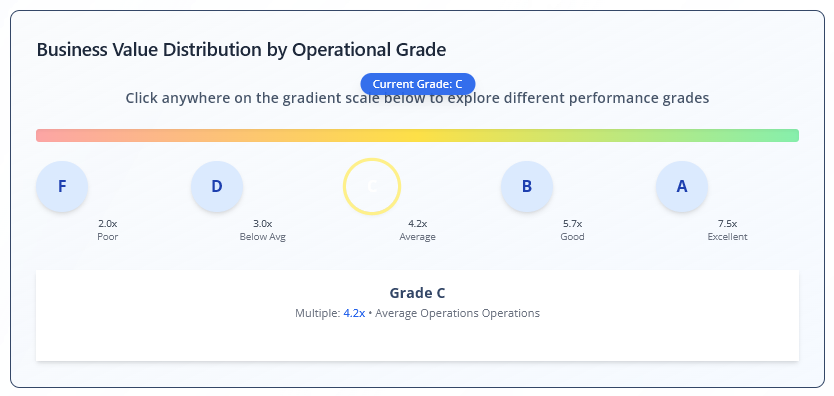 Business Value Distribution by Operational Grade
Current Grade: C
Click anywhere on the gradient scale below to explore different performance grades
F D C B A
2.0x 3.0x 4.2x 5.7x 7.5x
Poor Below Avg Average Good Excellent
Grade C
Multiple: 4.2x • Average Operations Operations